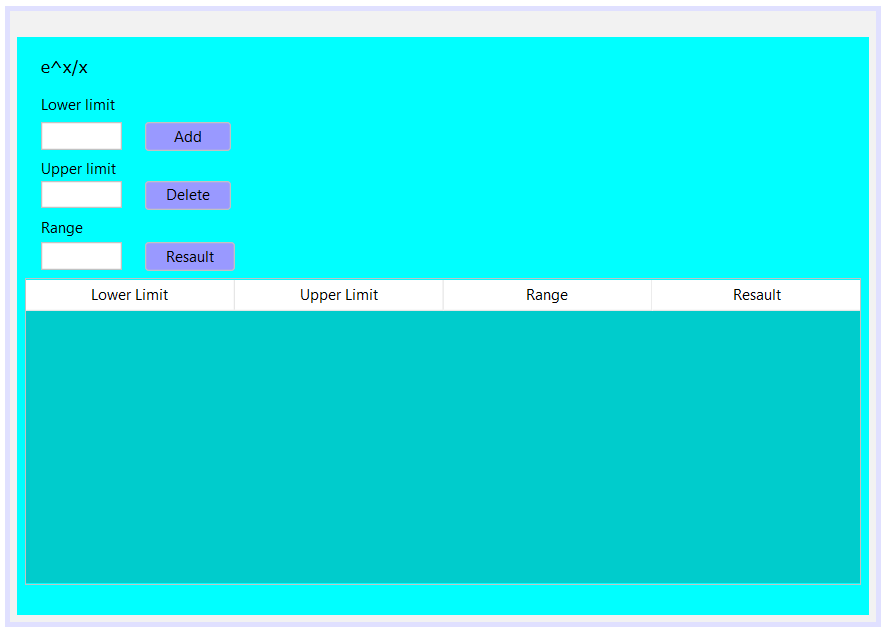 e^x/x
Lower limit
Add
Upper limit
Delete
Range
Resault
Lower Limit Upper Limit Range Resault